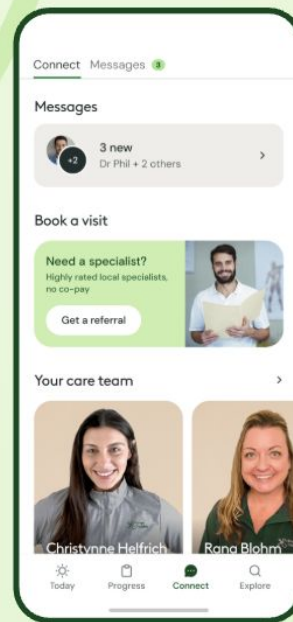 Connect Messages 3
Messages
+2
3 new
Dr Phil + 2 others
Book a visit
Need a specialist?
Highly rated local specialists,
no co-pay
Get a referral
Your care team
Christynne Helfrich
Rana Blohm
Today Progress Connect Explore